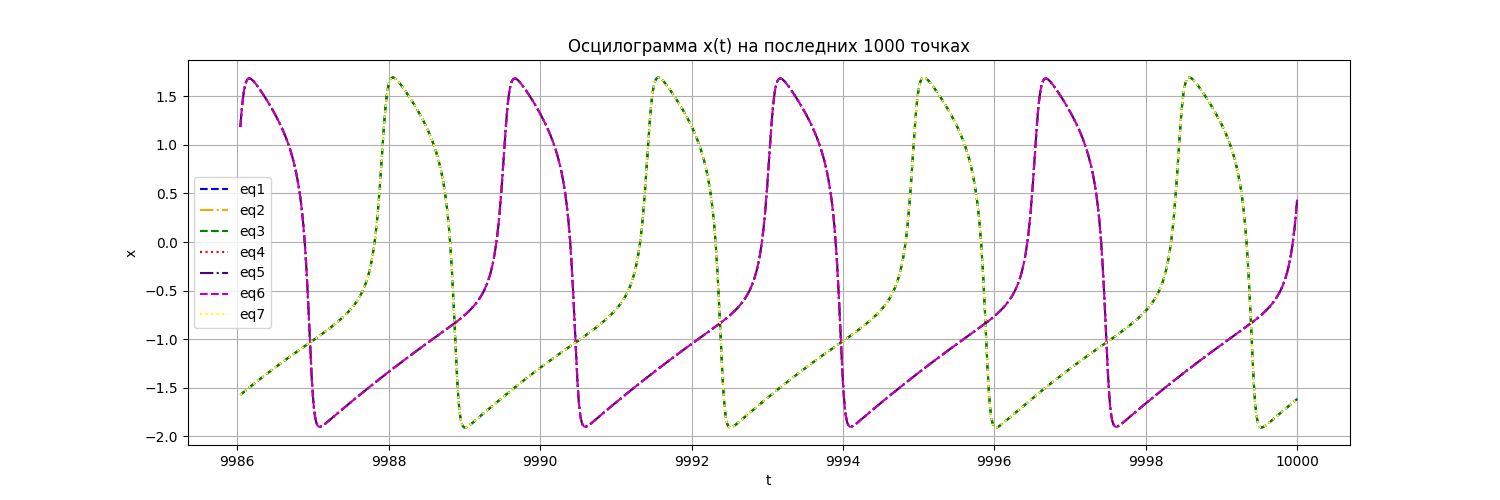 Осцилограмма x(t) на последних 1000 точках
x
1.5
1.0
0.5
0.0
−0.5
−1.0
−1.5
−2.0
eq1
eq2
eq3
eq4
eq5
eq6
eq7
9986 9988 9990 9992 9994 9996 9998 10000
t